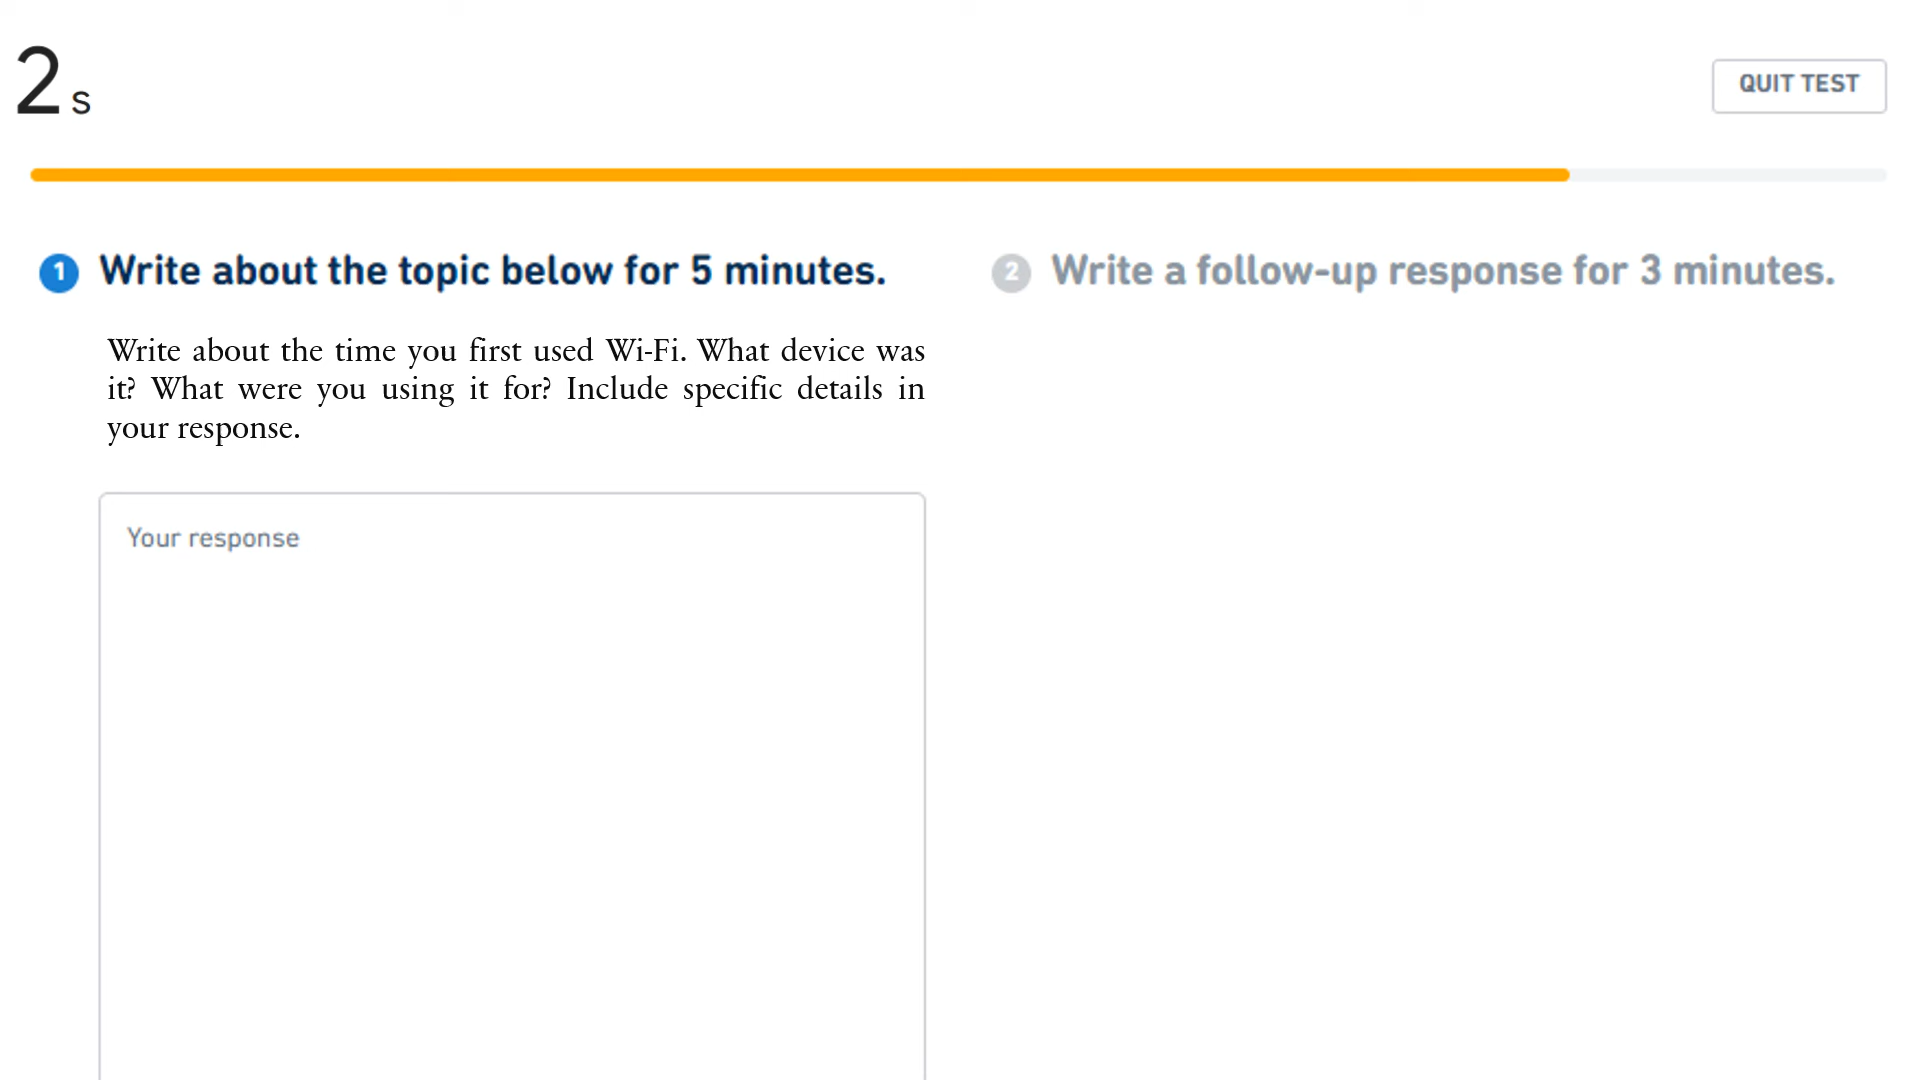 2 s
QUIT TEST
1 Write about the topic below for 5 minutes.
2 Write a follow-up response for 3 minutes.
Write about the time you first used Wi-Fi. What device was
it? What were you using it for? Include specific details in
your response.
Your response